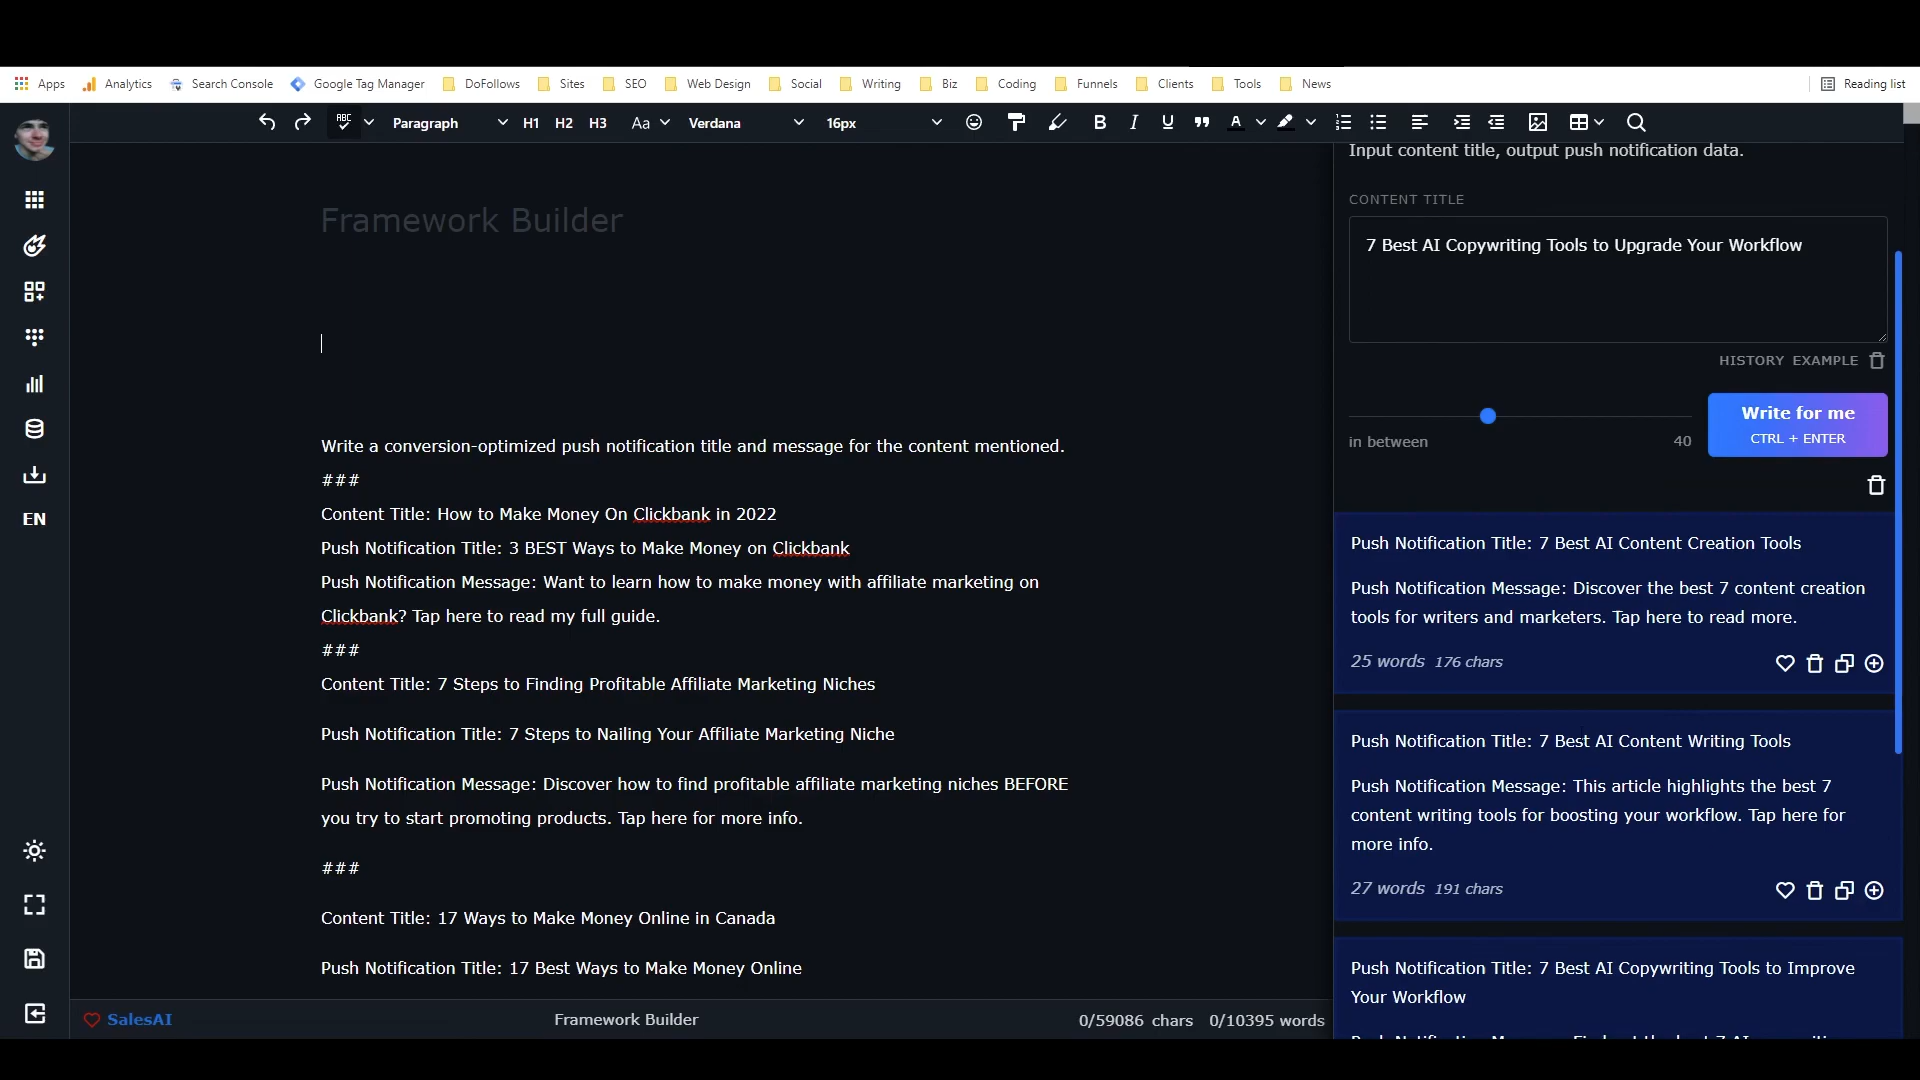 Apps Analytics Search Console Google Tag Manager DoFollows Sites SEO Web Design Social Writing Biz Coding Funnels Clients Tools News Reading list
ABC Paragraph H1 H2 H3 Aa Verdana 16px B I U A
Input content title, output push notification data.
CONTENT TITLE
7 Best AI Copywriting Tools to Upgrade Your Workflow
HISTORY EXAMPLE
Write for me
CTRL + ENTER
in between 40
Push Notification Title: 7 Best AI Content Creation Tools
Push Notification Message: Discover the best 7 content creation
tools for writers and marketers. Tap here to read more.
25 words 176 chars
Push Notification Title: 7 Best AI Content Writing Tools
Push Notification Message: This article highlights the best 7
content writing tools for boosting your workflow. Tap here for
more info.
27 words 191 chars
Push Notification Title: 7 Best AI Copywriting Tools to Improve
Your Workflow
Framework Builder
Write a conversion-optimized push notification title and message for the content mentioned.
###
Content Title: How to Make Money On Clickbank in 2022
Push Notification Title: 3 BEST Ways to Make Money on Clickbank
Push Notification Message: Want to learn how to make money with affiliate marketing on
Clickbank? Tap here to read my full guide.
###
Content Title: 7 Steps to Finding Profitable Affiliate Marketing Niches
Push Notification Title: 7 Steps to Nailing Your Affiliate Marketing Niche
Push Notification Message: Discover how to find profitable affiliate marketing niches BEFORE
you try to start promoting products. Tap here for more info.
###
Content Title: 17 Ways to Make Money Online in Canada
Push Notification Title: 17 Best Ways to Make Money Online
EN
SalesAI Framework Builder 0/59086 chars 0/10395 words